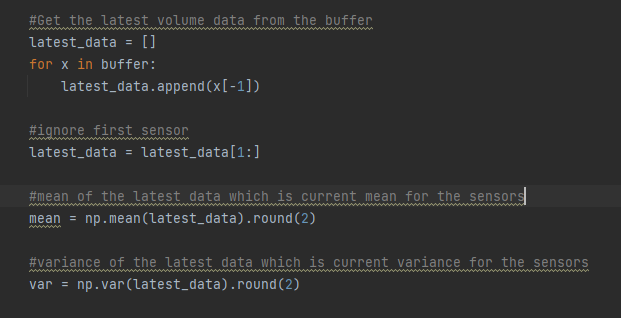 #Get the latest volume data from the buffer
latest_data = []
for x in buffer:
    latest_data.append(x[-1])
#ignore first sensor
latest_data = latest_data[1:]
#mean of the latest data which is current mean for the sensors
mean = np.mean(latest_data).round(2)
#variance of the latest data which is current variance for the sensors
var = np.var(latest_data).round(2)